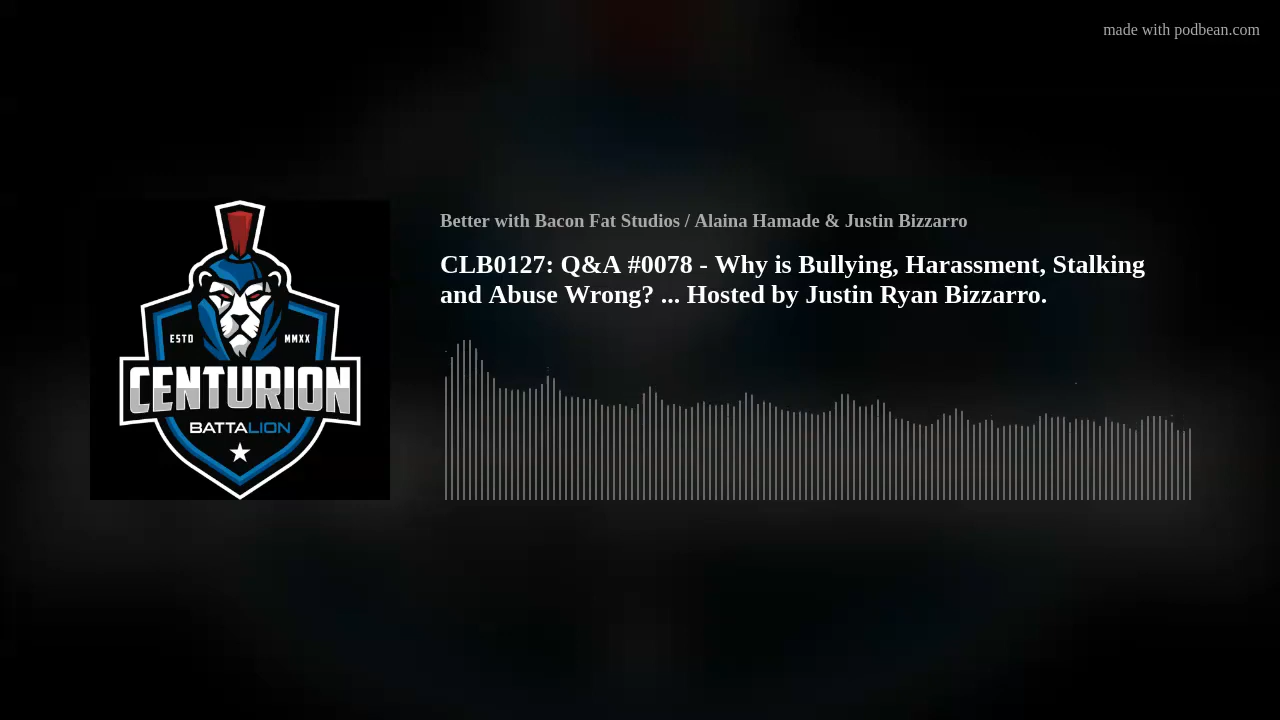 made with podbean.com
Better with Bacon Fat Studios / Alaina Hamade & Justin Bizzarro
CLB0127: Q&A #0078 - Why is Bullying, Harassment, Stalking
and Abuse Wrong? ... Hosted by Justin Ryan Bizzarro.
ESTD MMXX
CENTURION
BATTALION